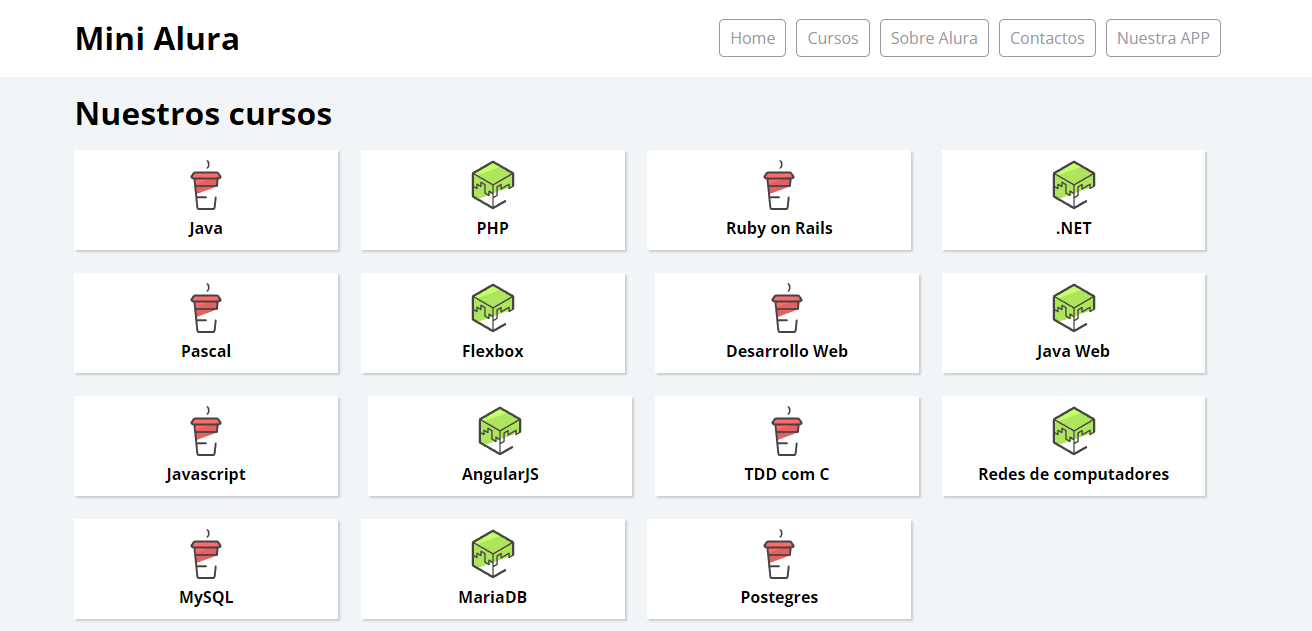 Mini Alura
Home Cursos Sobre Alura Contactos Nuestra APP
Nuestros cursos
Java PHP Ruby on Rails .NET
Pascal Flexbox Desarrollo Web Java Web
Javascript AngularJS TDD com C Redes de computadores
MySQL MariaDB Postegres